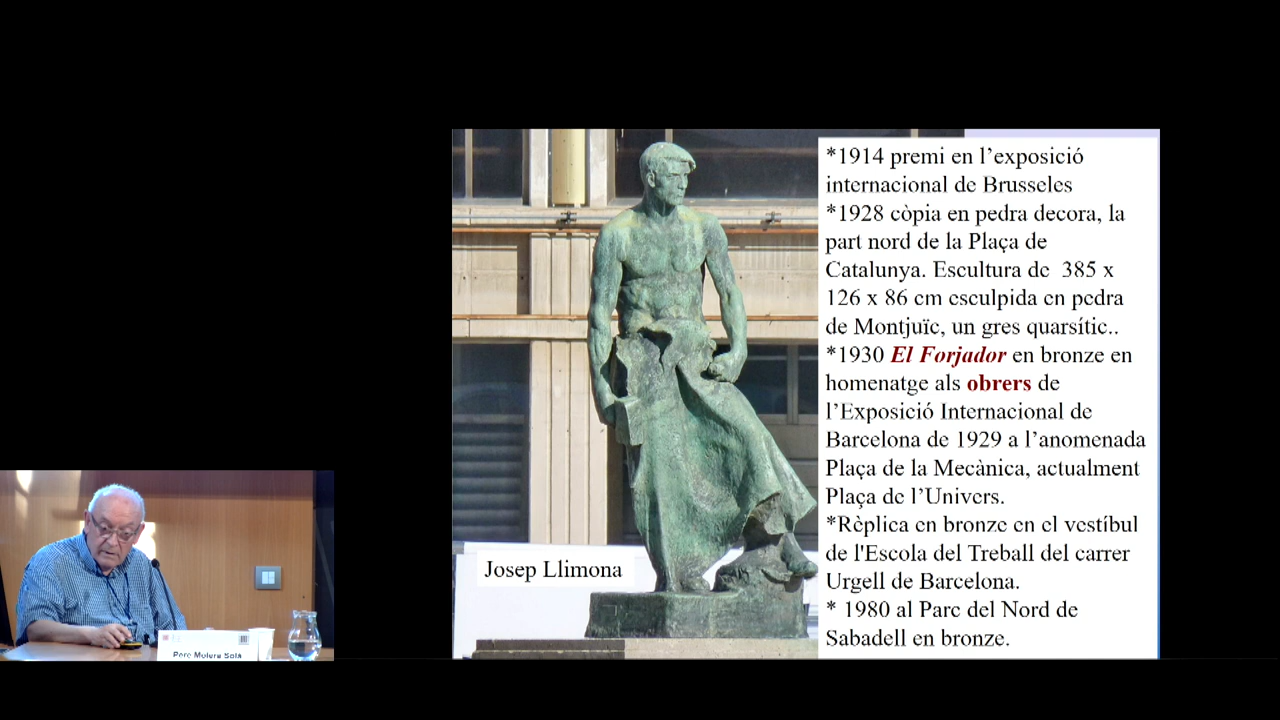 *1914 premi en l’exposició
internacional de Brusseles
*1928 còpia en pedra decora, la
part nord de la Plaça de
Catalunya. Escultura de 385 x
126 x 86 cm esculpida en pedra
de Montjuïc, un gres quarsític..
*1930 El Forjador en bronze en
homenatge als obrers de
l’Exposició Internacional de
Barcelona de 1929 a l’anomenada
Plaça de la Mecànica, actualment
Plaça de l’Univers.
*Rèplica en bronze en el vestíbul
de l'Escola del Treball del carrer
Urgell de Barcelona.
* 1980 al Parc del Nord de
Sabadell en bronze.
Josep Llimona
Pere Molera Solà